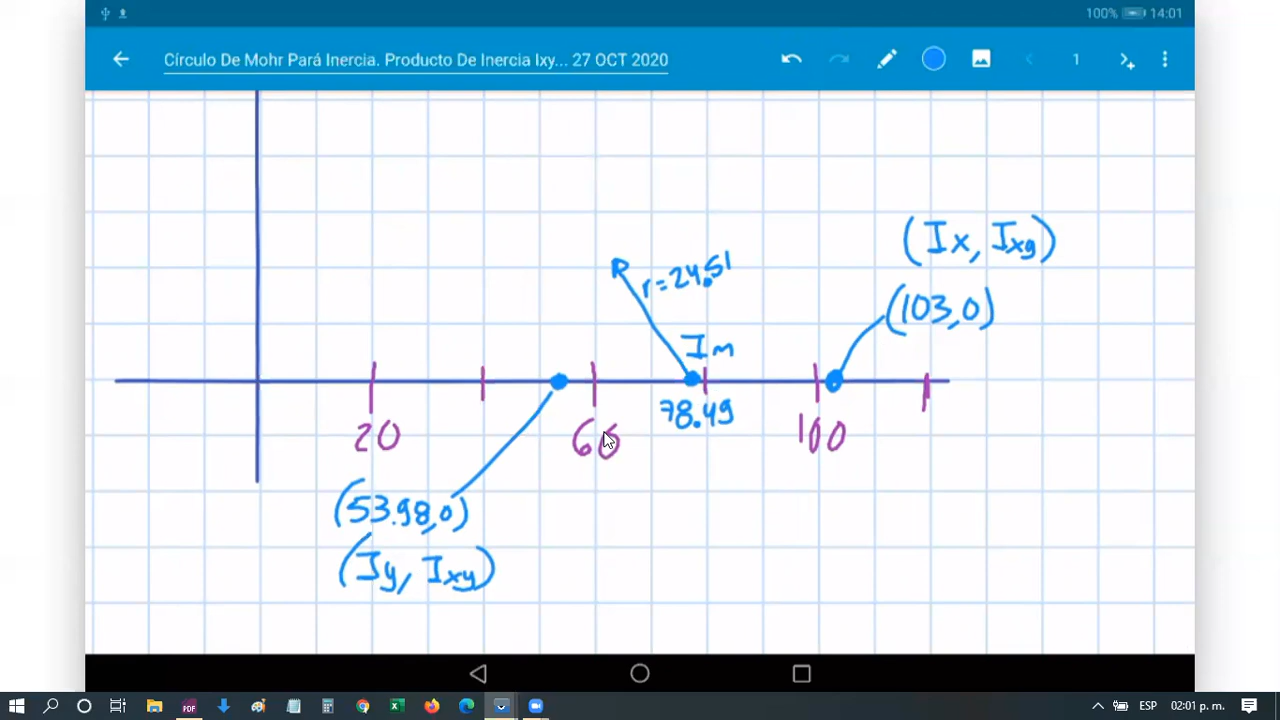 100% 14:01
Círculo De Mohr Pará Inercia. Producto De Inercia Ixy... 27 OCT 2020
1
(Ix, Ixy)
r=24.51
(103,0)
Im
78.49
20
60
100
(53.98,0)
(Iy, Ixy)
ESP 02:01 p. m.